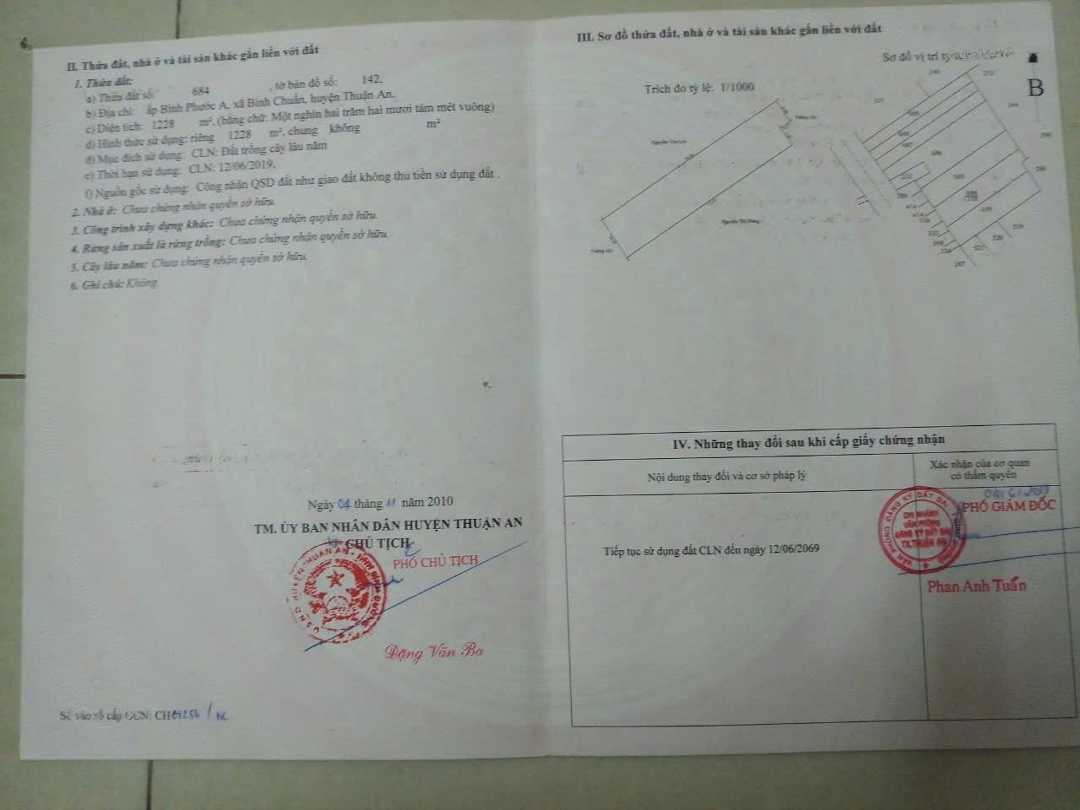 II. Thửa đất, nhà ở và tài sản khác gắn liền với đất
1. Thửa đất:
a) Thửa đất số: 684, tờ bản đồ số: 142,
b) Địa chỉ: ấp Bình Phước A, xã Bình Chuẩn, huyện Thuận An,
c) Diện tích: 1228 m², (bằng chữ: Một nghìn hai trăm hai mươi tám mét vuông)
d) Hình thức sử dụng: riêng 1228 m², chung không m²
đ) Mục đích sử dụng: CLN: Đất trồng cây lâu năm
e) Thời hạn sử dụng: CLN: 12/06/2019,
f) Nguồn gốc sử dụng: Công nhận QSD đất như giao đất không thu tiền sử dụng đất .
2. Nhà ở: Chưa chứng nhận quyền sở hữu
3. Công trình xây dựng khác: Chưa chứng nhận quyền sở hữu.
4. Rừng sản xuất là rừng trồng: Chưa chứng nhận quyền sở hữu.
5. Cây lâu năm: Chưa chứng nhận quyền sở hữu.
6. Ghi chú: Không.
Ngày 04 tháng 11 năm 2010
TM. ỦY BAN NHÂN DÂN HUYỆN THUẬN AN
CHỦ TỊCH
PHÓ CHỦ TỊCH
Đặng Văn Ba
Số vào sổ cấp GCN: CH
III. Sơ đồ thửa đất, nhà ở và tài sản khác gắn liền với đất
Sơ đồ vị trí
Trích đo tỷ lệ: 1/1000
B
IV. Những thay đổi sau khi cấp giấy chứng nhận
Nội dung thay đổi và cơ sở pháp lý
Xác nhận của cơ quan
có thẩm quyền
Tiếp tục sử dụng đất CLN đến ngày 12/06/2069
PHÓ GIÁM ĐỐC
CHI NHÁNH
VĂN PHÒNG
ĐĂNG KÝ ĐẤT ĐAI
TX.THUẬN AN
Phan Anh Tuấn